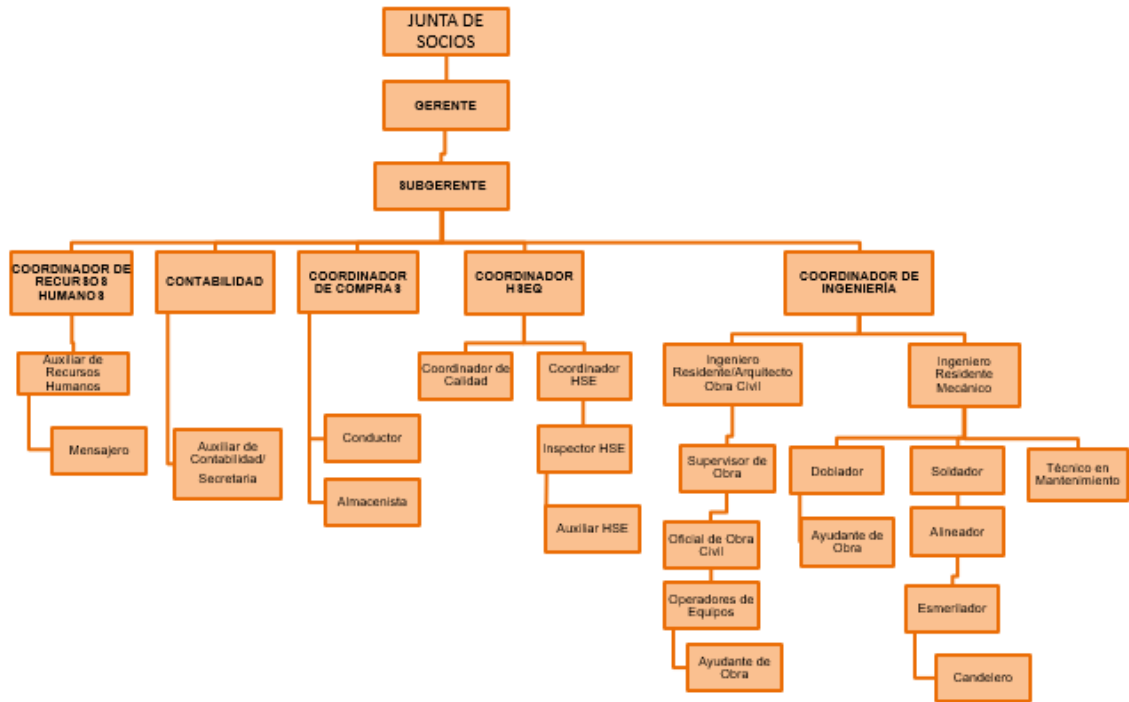 JUNTA DE
SOCIOS
GERENTE
SUBGERENTE
COORDINADOR DE
RECURSOS
HUMANOS
CONTABILIDAD
COORDINADOR
DE COMPRAS
COORDINADOR
HSEQ
COORDINADOR DE
INGENIERÍA
Auxiliar de
Recursos
Humanos
Mensajero
Auxiliar de
Contabilidad/
Secretaria
Conductor
Almacenista
Coordinador de
Calidad
Coordinador
HSE
Inspector HSE
Auxiliar HSE
Ingeniero
Residente/Arquitecto
Obra Civil
Supervisor de
Obra
Oficial de Obra
Civil
Operadores de
Equipos
Ayudante de
Obra
Ingeniero
Residente
Mecánico
Doblador
Ayudante de
Obra
Soldador
Alineador
Esmerilador
Candelero
Técnico en
Mantenimiento